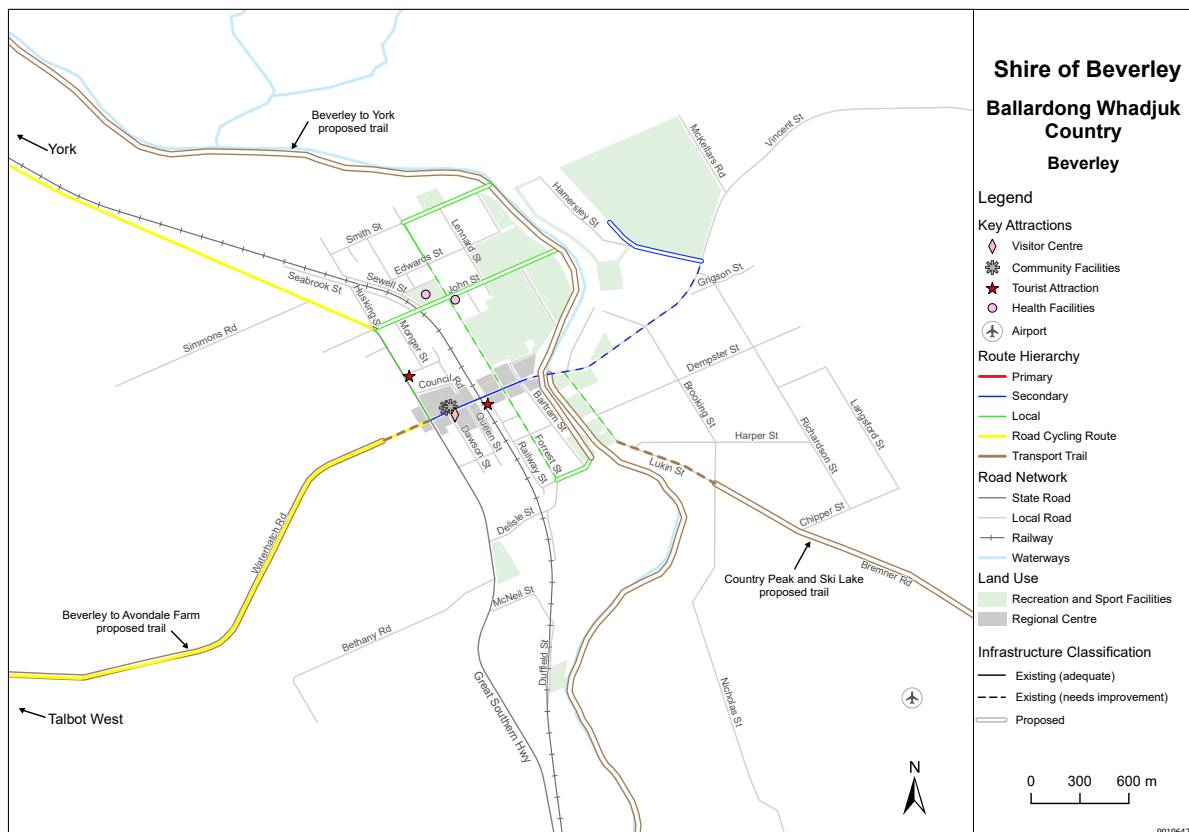 Shire of Beverley
Ballardong Whadjuk
Country
Beverley
Legend
Key Attractions
Visitor Centre
Community Facilities
Tourist Attraction
Health Facilities
Airport
Route Hierarchy
Primary
Secondary
Local
Road Cycling Route
Transport Trail
Road Network
State Road
Local Road
Railway
Waterways
Land Use
Recreation and Sport Facilities
Regional Centre
Infrastructure Classification
Existing (adequate)
Existing (needs improvement)
Proposed
0 300 600 m
N
Beverley to York
proposed trail
York
McKellars Rd
Vincent St
Hamersley St
Smith St
Lennard St
Edwards St
Sewell St
John St
Seabrook St
Husking St
Grigson St
Simmons Rd
Monger St
Council Rd
Dempster St
Brooking St
Bartram St
Dawson St
Queen St
Railway St
Forrest St
Harper St
Richardson St
Langsford St
Lukin St
Delisle St
Chipper St
Waterhatch Rd
Bremner Rd
Country Peak and Ski Lake
proposed trail
McNeil St
Beverley to Avondale Farm
proposed trail
Bethany Rd
Duffield St
Great Southern Hwy
Nicholas St
Talbot West